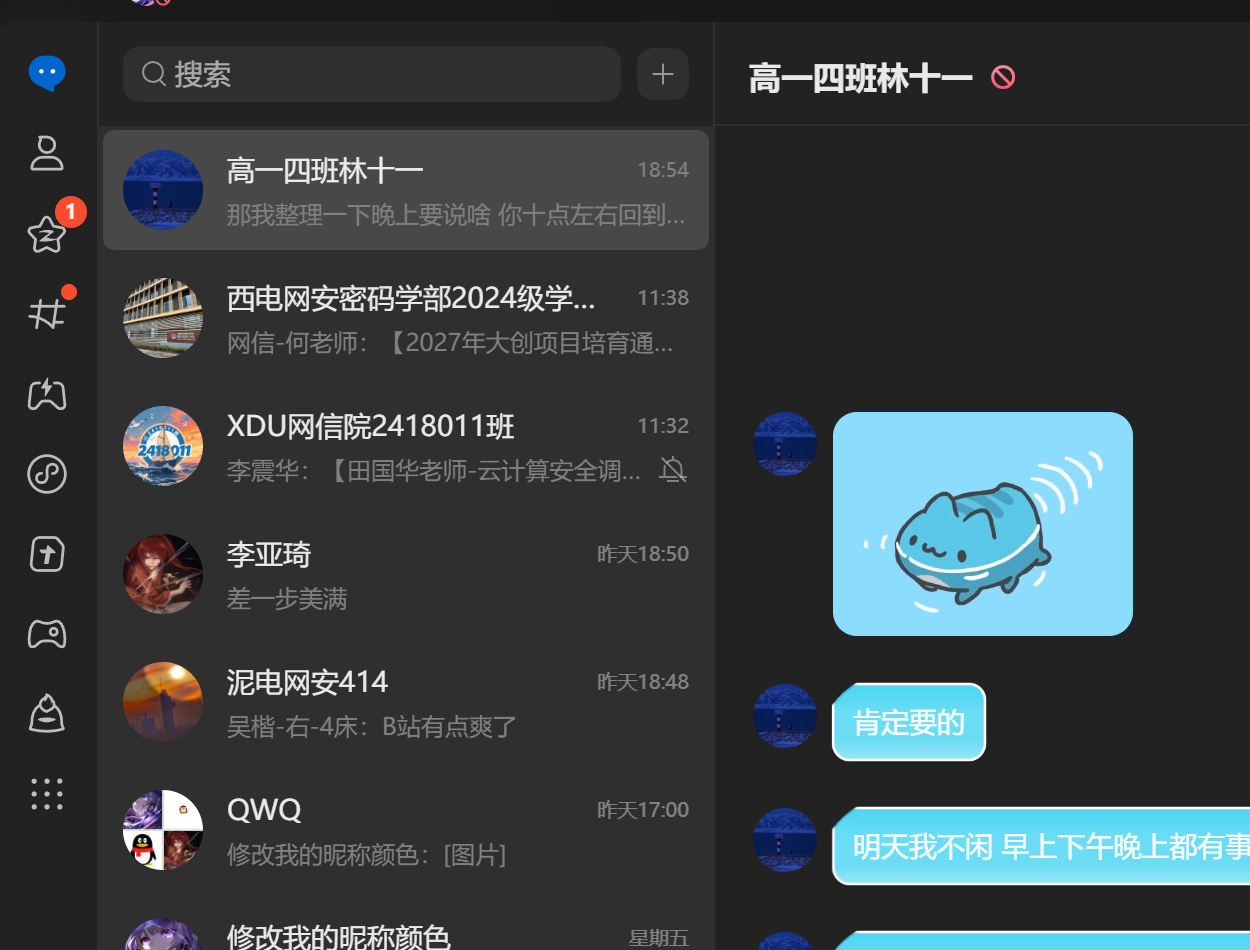 搜索
高一四班林十一
18:54
那我整理一下晚上要说啥 你十点左右回到...
1
西电网安密码学部2024级学...
11:38
网信-何老师：【2027年大创项目培育通...
XDU网信院2418011班
11:32
李震华：【田国华老师-云计算安全调...
2418011
李亚琦
昨天18:50
差一步美满
泥电网安414
昨天18:48
吴楷-右-4床：B站有点爽了
QWQ
昨天17:00
修改我的昵称颜色：[图片]
修改我的昵称颜色
星期五
高一四班林十一
肯定要的
明天我不闲 早上下午晚上都有事